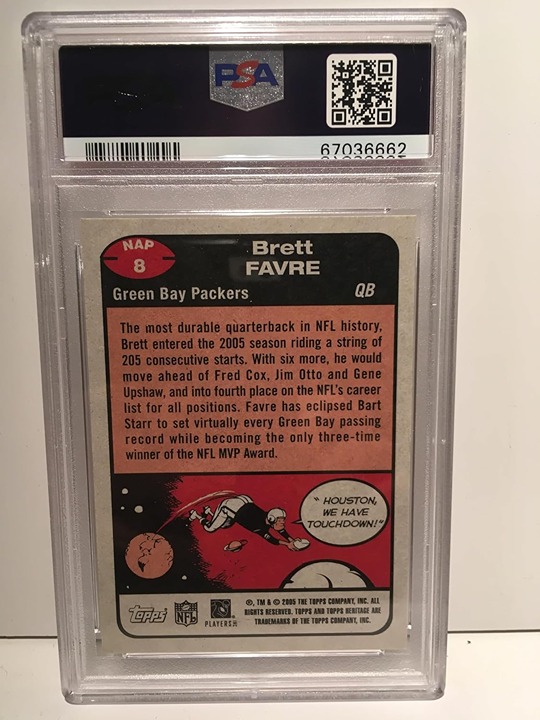 PSA
67036662
NAP
8
Brett
FAVRE
Green Bay Packers
QB
The most durable quarterback in NFL history,
Brett entered the 2005 season riding a string of
205 consecutive starts. With six more, he would
move ahead of Fred Cox, Jim Otto and Gene
Upshaw, and into fourth place on the NFL's career
list for all positions. Favre has eclipsed Bart
Starr to set virtually every Green Bay passing
record while becoming the only three-time
winner of the NFL MVP Award.
"HOUSTON,
WE HAVE
TOUCHDOWN!"
Topps
NFL
PLAYERS
®, TM & © 2005 THE TOPPS COMPANY, INC. ALL
RIGHTS RESERVED. TOPPS AND TOPPS HERITAGE ARE
TRADEMARKS OF THE TOPPS COMPANY, INC.